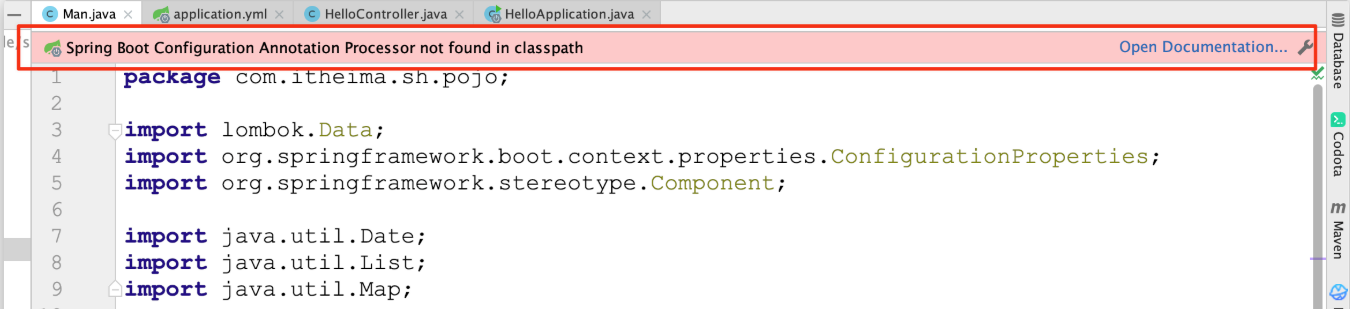 Man.java application.yml HelloController.java HelloApplication.java
Spring Boot Configuration Annotation Processor not found in classpath Open Documentation...
1 package com.itheima.sh.pojo;
2
3 import lombok.Data;
4 import org.springframework.boot.context.properties.ConfigurationProperties;
5 import org.springframework.stereotype.Component;
6
7 import java.util.Date;
8 import java.util.List;
9 import java.util.Map;
Database
Codota
Maven